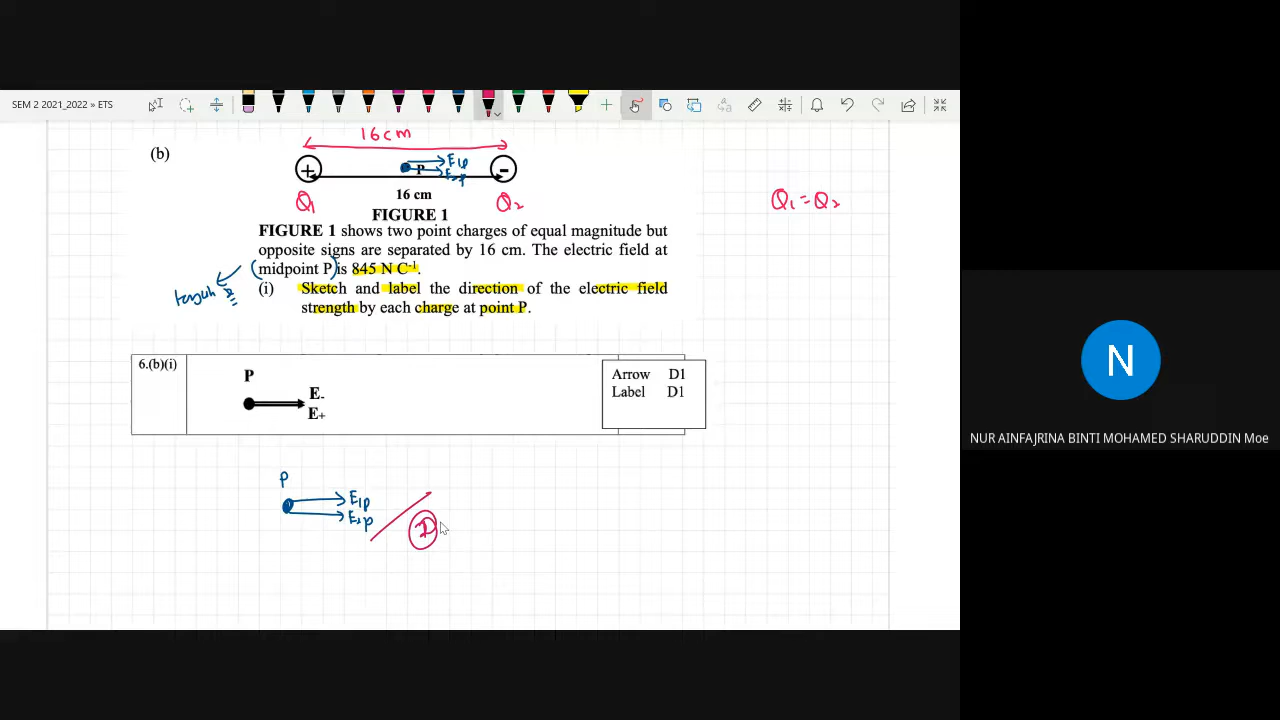 SEM 2 2021_2022 » ETS
16cm
(b)
+ P E1p -
E2p
16 cm
Q1 Q2
Q1 = Q2
FIGURE 1
FIGURE 1 shows two point charges of equal magnitude but
opposite signs are separated by 16 cm. The electric field at
(midpoint P) is 845 N C-1.
tengah2
(i) Sketch and label the direction of the electric field
strength by each charge at point P.
6.(b)(i)
P
E-
E+
Arrow D1
Label D1
P
E1p
E2p
D
N
NUR AINFAJRINA BINTI MOHAMED SHARUDDIN Moe